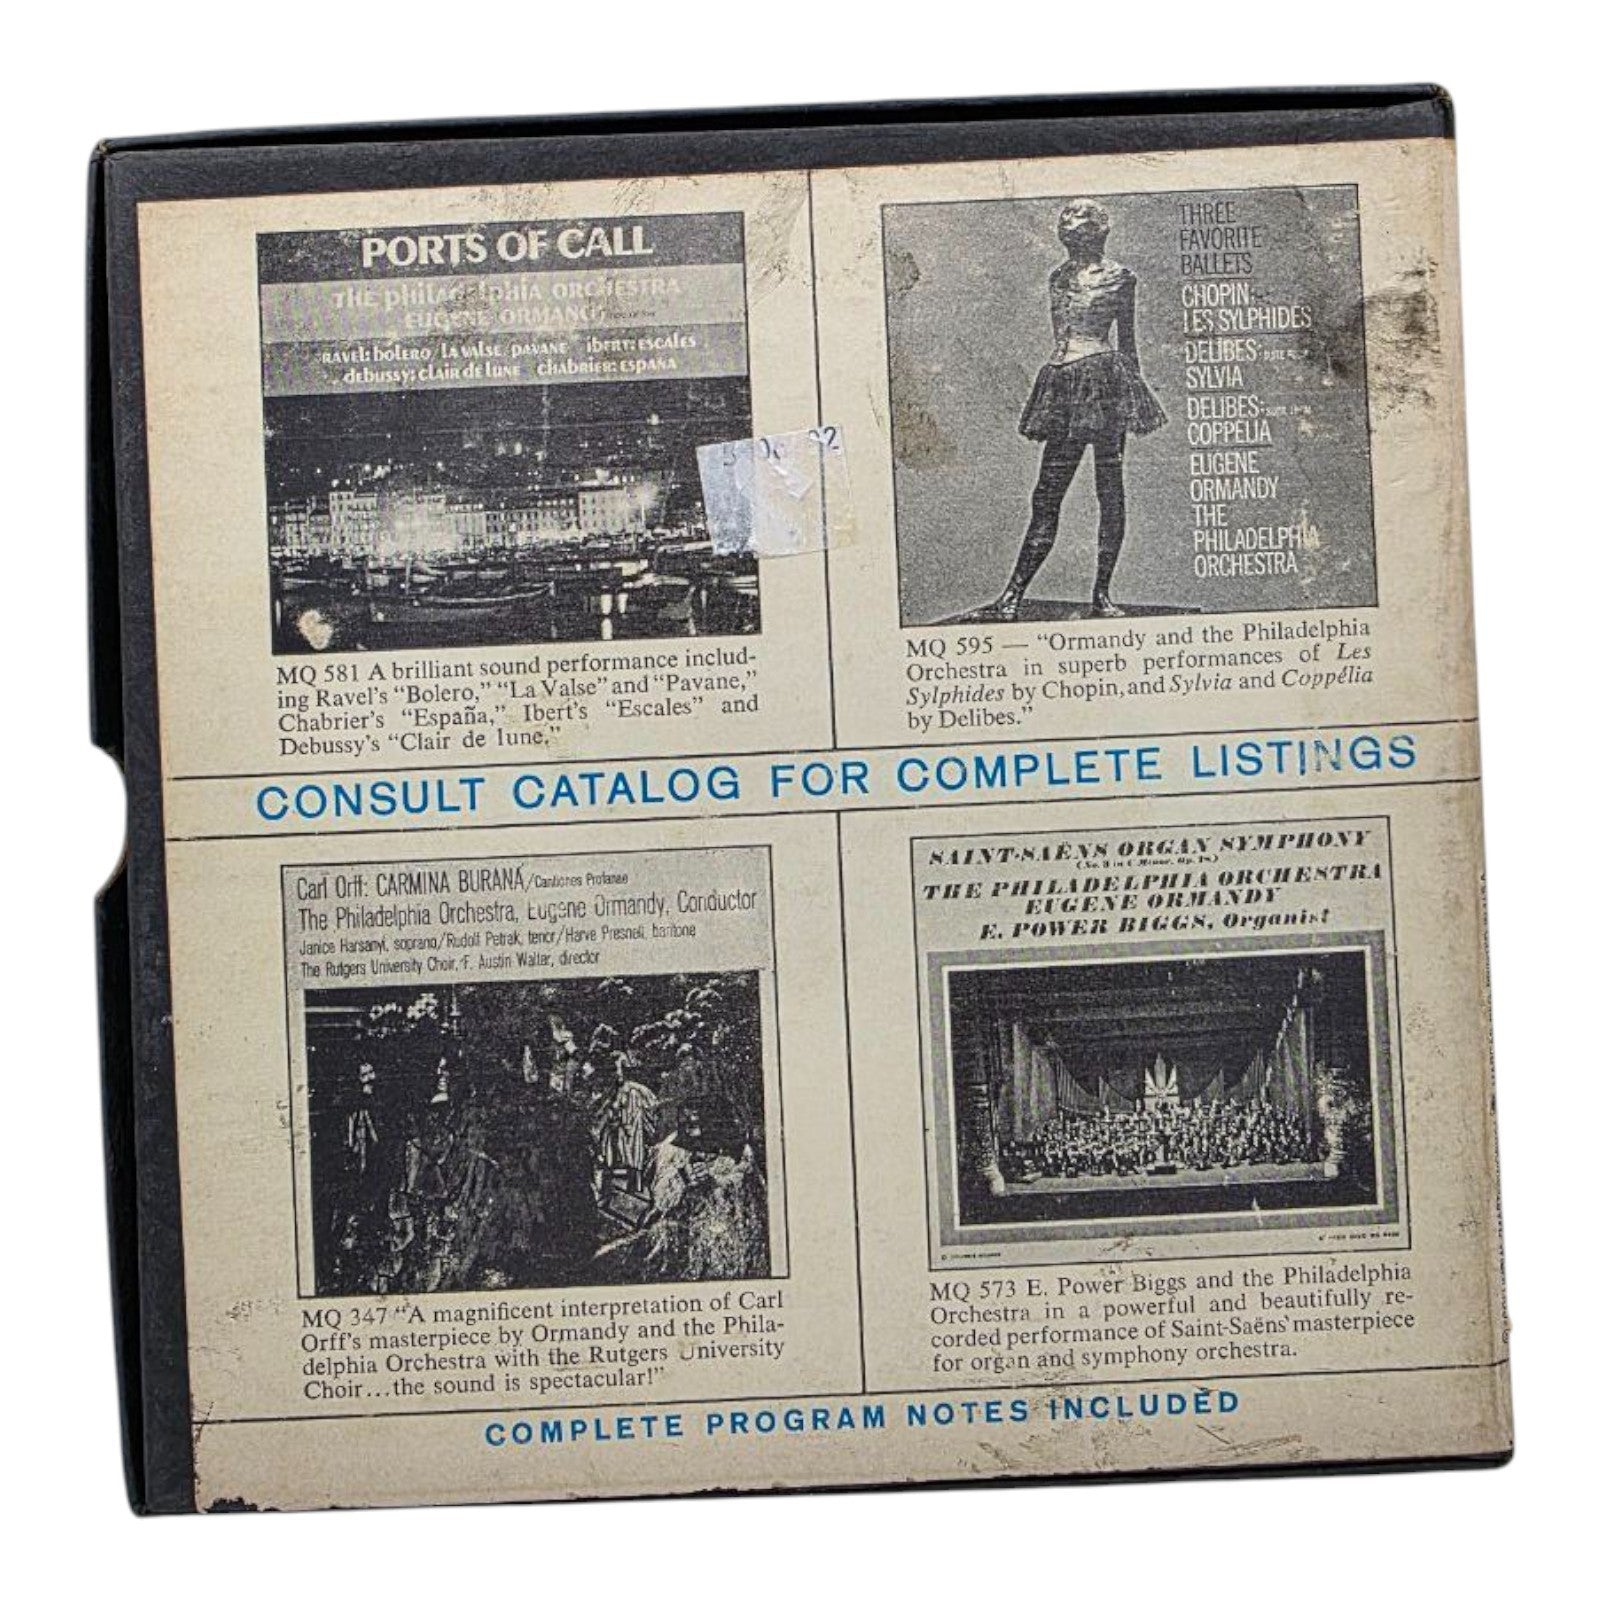 PORTS OF CALL
THE philadelphia ORCHESTRA
EUGENE ORMANDY
RAVEL: bOLERO / LA VALSE / PAVANE ibERT: ESCALES
debussy: CLAIR DE LUNE chAbRIER: ESPAÑA
MQ 581 A brilliant sound performance includ-
ing Ravel's "Bolero," "La Valse" and "Pavane,"
Chabrier's "España," Ibert's "Escales" and
Debussy's "Clair de lune."
THREE
FAVORITE
BALLETS
CHOPIN:
LES SYLPHIDES
DELIBES:
SYLVIA
DELIBES:
COPPELIA
EUGENE
ORMANDY
THE
PHILADELPHIA
ORCHESTRA
MQ 595 — "Ormandy and the Philadelphia
Orchestra in superb performances of Les
Sylphides by Chopin, and Sylvia and Coppélia
by Delibes."
CONSULT CATALOG FOR COMPLETE LISTINGS
Carl Orff: CARMINA BURANA/Cantiones Profanae
The Philadelphia Orchestra, Eugene Ormandy, Conductor
Janice Harsanyi, soprano/Rudolf Petrak, tenor/Harve Presnell, baritone
The Rutgers University Choir, F. Austin Walter, director
MQ 347 "A magnificent interpretation of Carl
Orff's masterpiece by Ormandy and the Phila-
delphia Orchestra with the Rutgers University
Choir...the sound is spectacular!"
SAINT-SAËNS ORGAN SYMPHONY
THE PHILADELPHIA ORCHESTRA
EUGENE ORMANDY
E. POWER BIGGS, Organist
MQ 573 E. Power Biggs and the Philadelphia
Orchestra in a powerful and beautifully re-
corded performance of Saint-Saëns' masterpiece
for organ and symphony orchestra.
COMPLETE PROGRAM NOTES INCLUDED